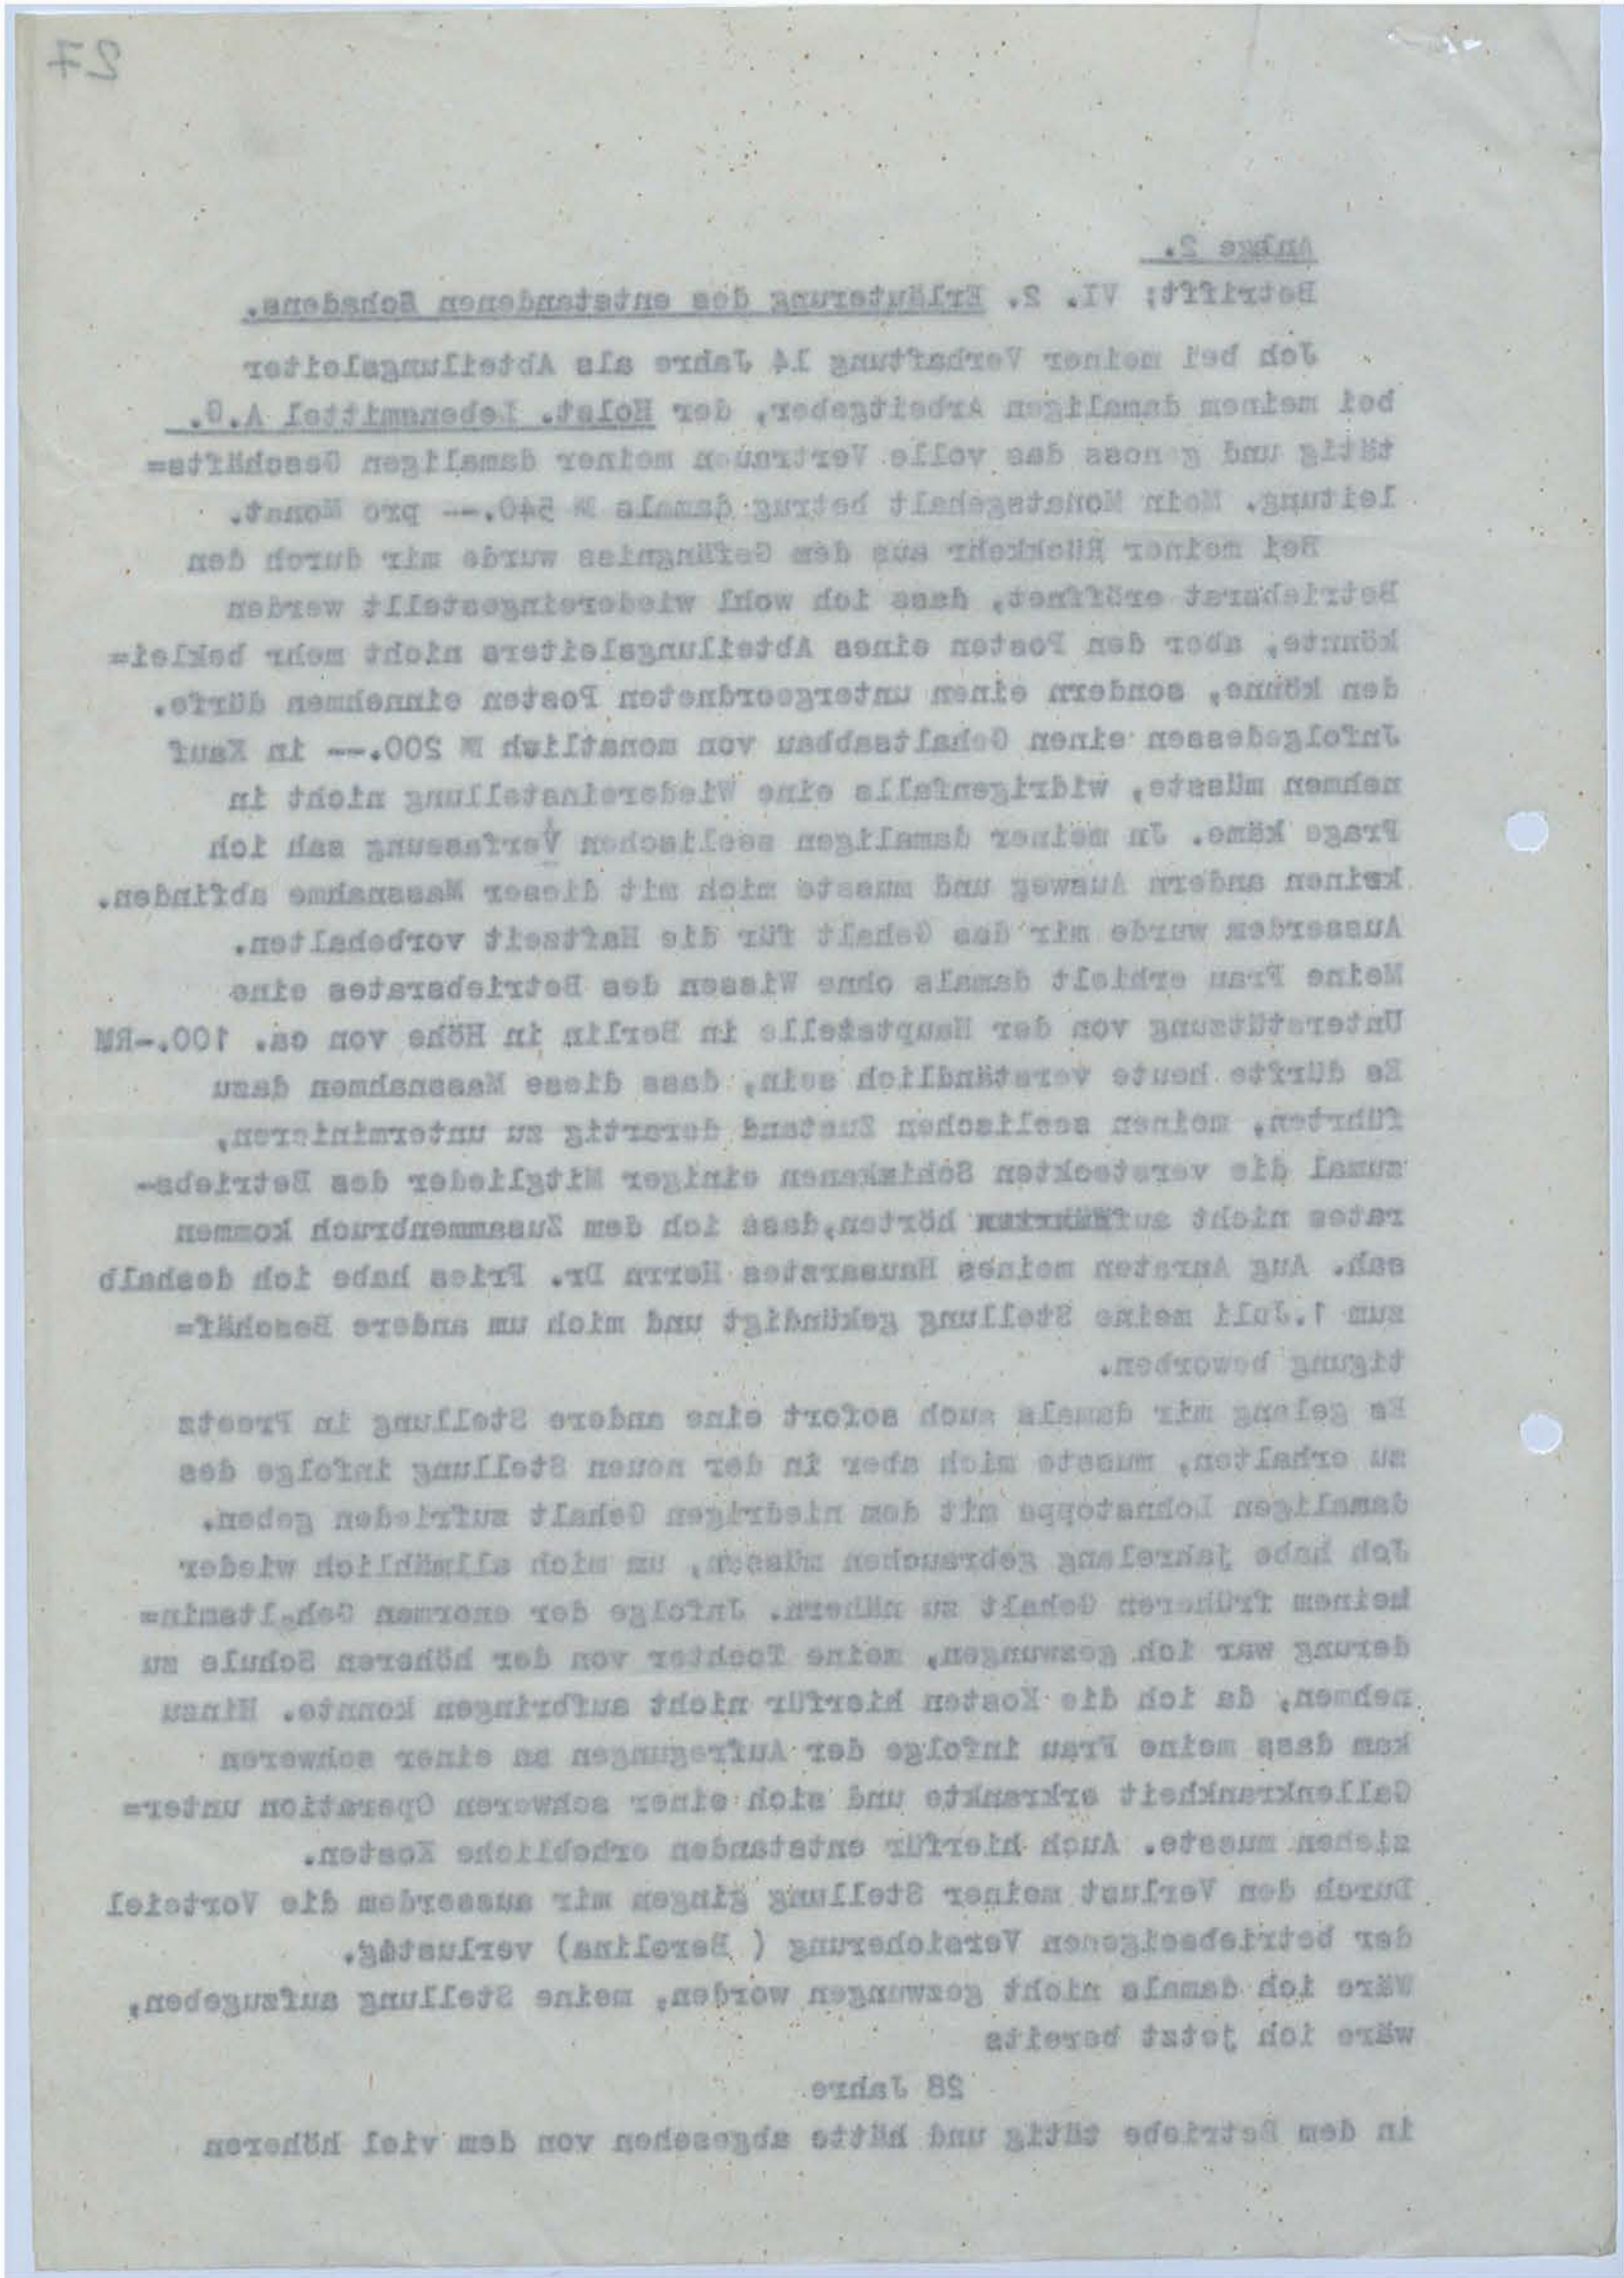 27
Anlage 2.
Betrifft; VI. 2. Erläuterung des entstandenen Schadens.
Jch bei meiner Verhaftung 14 Jahre als Abteilungsleiter
bei meinem damaligen Arbeitgeber, der Holst. Lebensmittel A.G.
tätig und genoss das volle Vertrauen meiner damaligen Geschäfts=
leitung. Mein Monatsgehalt betrug damals M 540.-- pro Monat.
Bei meiner Rückkehr aus dem Gefängniss wurde mir durch den
Betriebsrat eröffnet, dass ich wohl wiedereingestellt werden
könnte, aber den Posten eines Abteilungsleiters nicht mehr beklei=
den könne, sondern einen untergeordneten Posten einnehmen dürfe.
Jnfolgedessen einen Gehaltsabbau von monatlich M 200.-- in Kauf
nehmen müsste, widrigenfalls eine Wiedereinstellung nicht in
Frage käme. Jn meiner damaligen seelischen Verfassung sah ich
keinen andern Ausweg und musste mich mit dieser Massnahme abfinden.
Ausserdem wurde mir das Gehalt für die Haftzeit vorbehalten.
Meine Frau erhielt damals ohne Wissen des Betriebsrates eine
Unterstützung von der Hauptstelle in Berlin in Höhe von ca. 100.-RM
Es dürfte heute verständlich sein, dass diese Massnahmen dazu
führten, meinen seelischen Zustand derartig zu unterminieren,
zumal die versteckten Schikanen einiger Mitglieder des Betriebs-
rates nicht auf hörten,dass ich dem Zusammenbruch kommen
sah. Aug Anraten meines Hausarztes Herrn Dr. Fries habe ich deshalb
zum 1.Juli meine Stellung gekündigt und mich um andere Beschäf=
tigung beworben.
Es gelang mir damals auch sofort eine andere Stellung in Preetz
zu erhalten, musste mich aber in der neuen Stellung infolge des
damaligen Lohnstopps mit dem niedrigen Gehalt zufrieden geben.
Jch habe jahrelang gebrauchen müssen, um mich allmählich wieder
meinem früheren Gehalt zu nähern. Jnfolge der enormen Gehaltsmin=
derung war ich gezwungen, meine Tochter von der höheren Schule zu
nehmen, da ich die Kosten hierfür nicht aufbringen konnte. Hinzu
kam dass meine Frau infolge der Aufregungen an einer schweren
Gallenkrankheit erkrankte und sich einer schweren Operation unter=
ziehen musste. Auch hierfür entstanden erhebliche Kosten.
Durch den Verlust meiner Stellung gingen mir ausserdem die Vorteiel
der betriebseigenen Versicherung ( Berolina) verlustig.
Wäre ich damals nicht gezwungen worden, meine Stellung aufzugeben,
wäre ich jetzt bereits
28 Jahre
in dem Betriebe tätig und hätte abgesehen von dem viel höheren